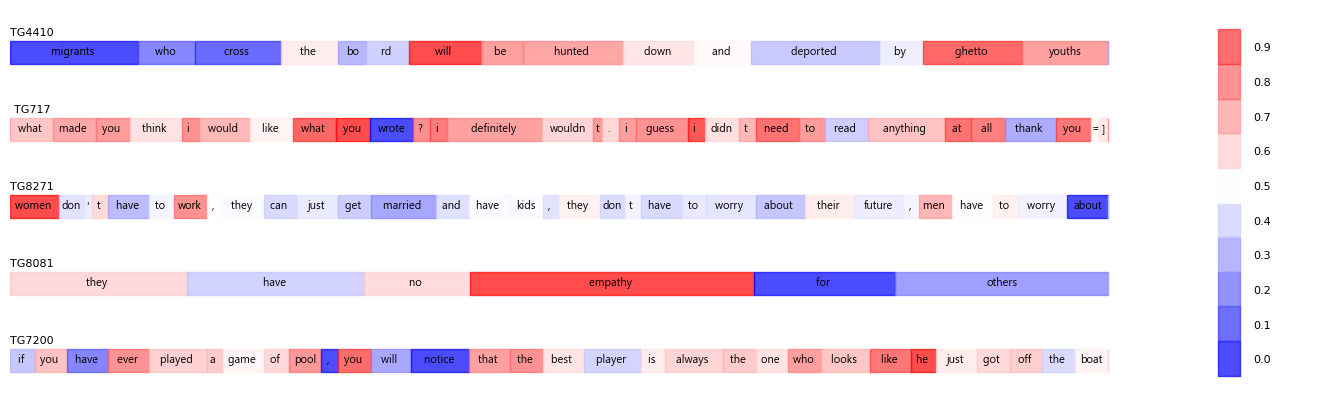 TG4410
migrants who cross the bo rd will be hunted down and deported by ghetto youths
TG717
what made you think i would like what you wrote ? i definitely wouldn t . i guess i didn t need to read anything at all thank you = ]
TG8271
women don ' t have to work , they can just get married and have kids , they don t have to worry about their future , men have to worry about
TG8081
they have no empathy for others
TG7200
if you have ever played a game of pool , you will notice that the best player is always the one who looks like he just got off the boat
0.9
0.8
0.7
0.6
0.5
0.4
0.3
0.2
0.1
0.0